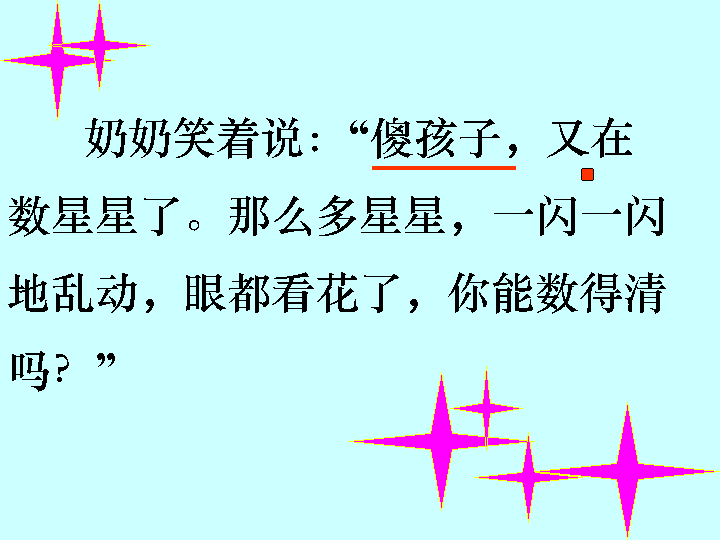 奶奶笑着说：“傻孩子，又在
数星星了。那么多星星，一闪一闪
地乱动，眼都看花了，你能数得清
吗？”